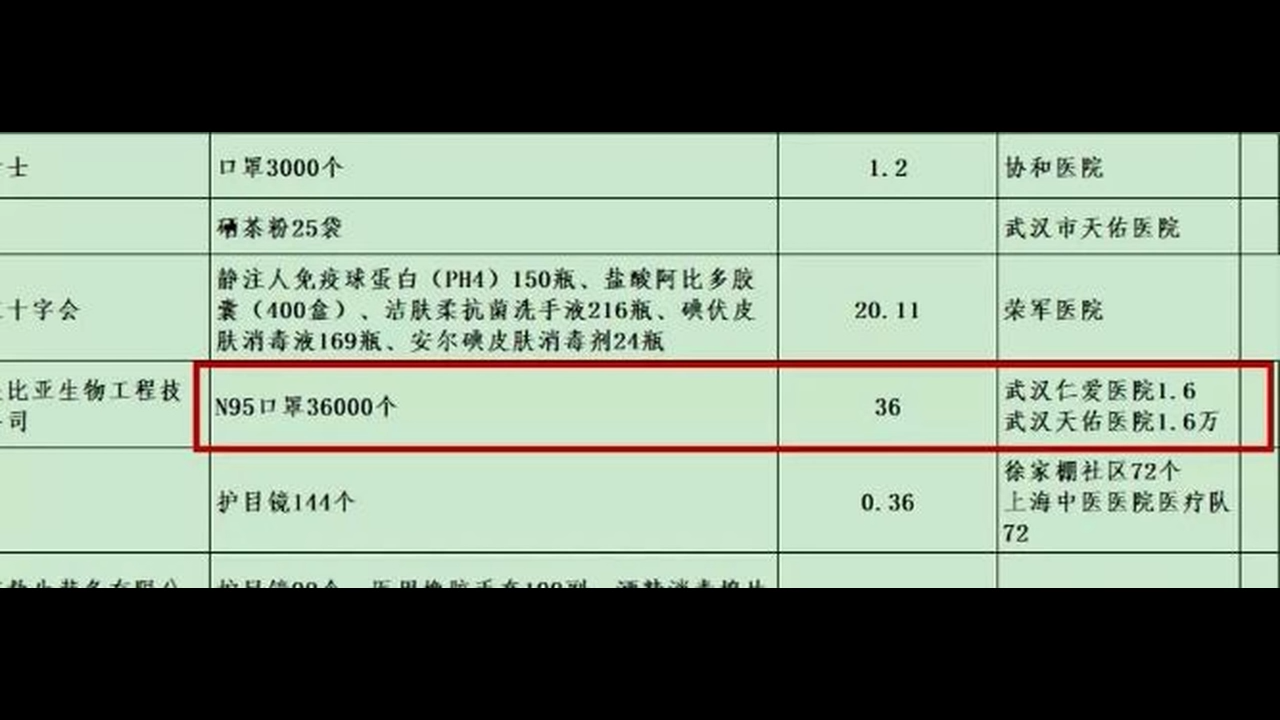 士
口罩3000个
1.2
协和医院
硒茶粉25袋
武汉市天佑医院
十字会
静注人免疫球蛋白（PH4）150瓶、盐酸阿比多胶
囊（400盒）、洁肤柔抗菌洗手液216瓶、碘伏皮
肤消毒液169瓶、安尔碘皮肤消毒剂24瓶
20.11
荣军医院
比亚生物工程技
司
N95口罩36000个
36
武汉仁爱医院1.6
武汉天佑医院1.6万
护目镜144个
0.36
徐家棚社区72个
上海中医医院医疗队
72